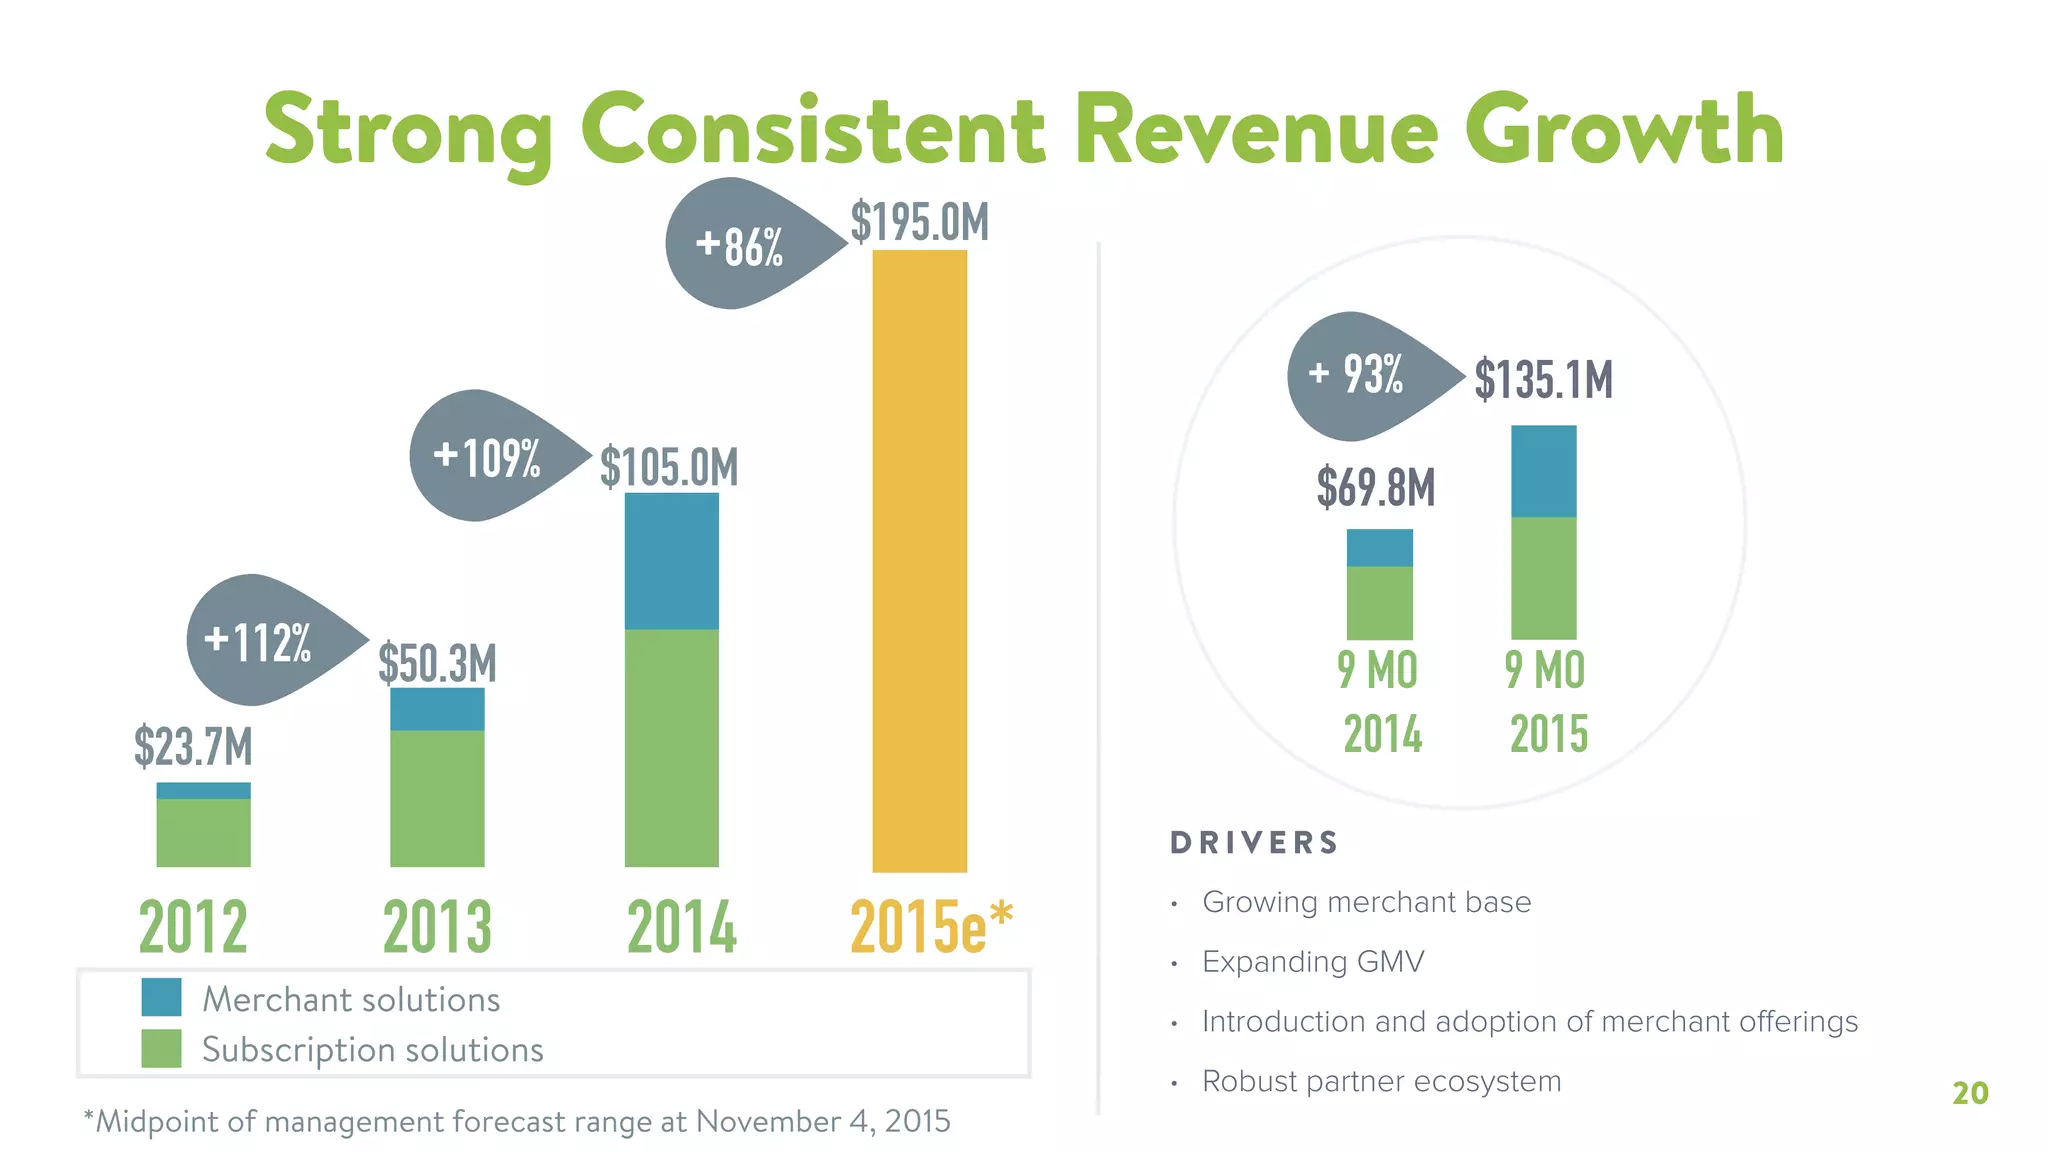 Strong Consistent Revenue Growth
+86%
$195.0M
+109%
$105.0M
+112%
$50.3M
$23.7M
2012
2013
2014
2015e*
Merchant solutions
Subscription solutions
*Midpoint of management forecast range at November 4, 2015
+ 93%
$135.1M
$69.8M
9 MO
2014
9 MO
2015
DRIVERS
• Growing merchant base
• Expanding GMV
• Introduction and adoption of merchant offerings
• Robust partner ecosystem
20